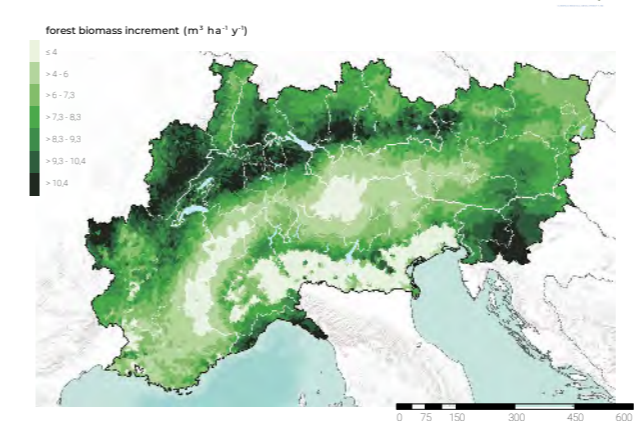 forest biomass increment (m³ ha⁻¹ y⁻¹)
≤ 4
> 4 - 6
> 6 - 7,3
> 7,3 - 8,3
> 8,3 - 9,3
> 9,3 - 10,4
> 10,4
0 75 150 300 450 600